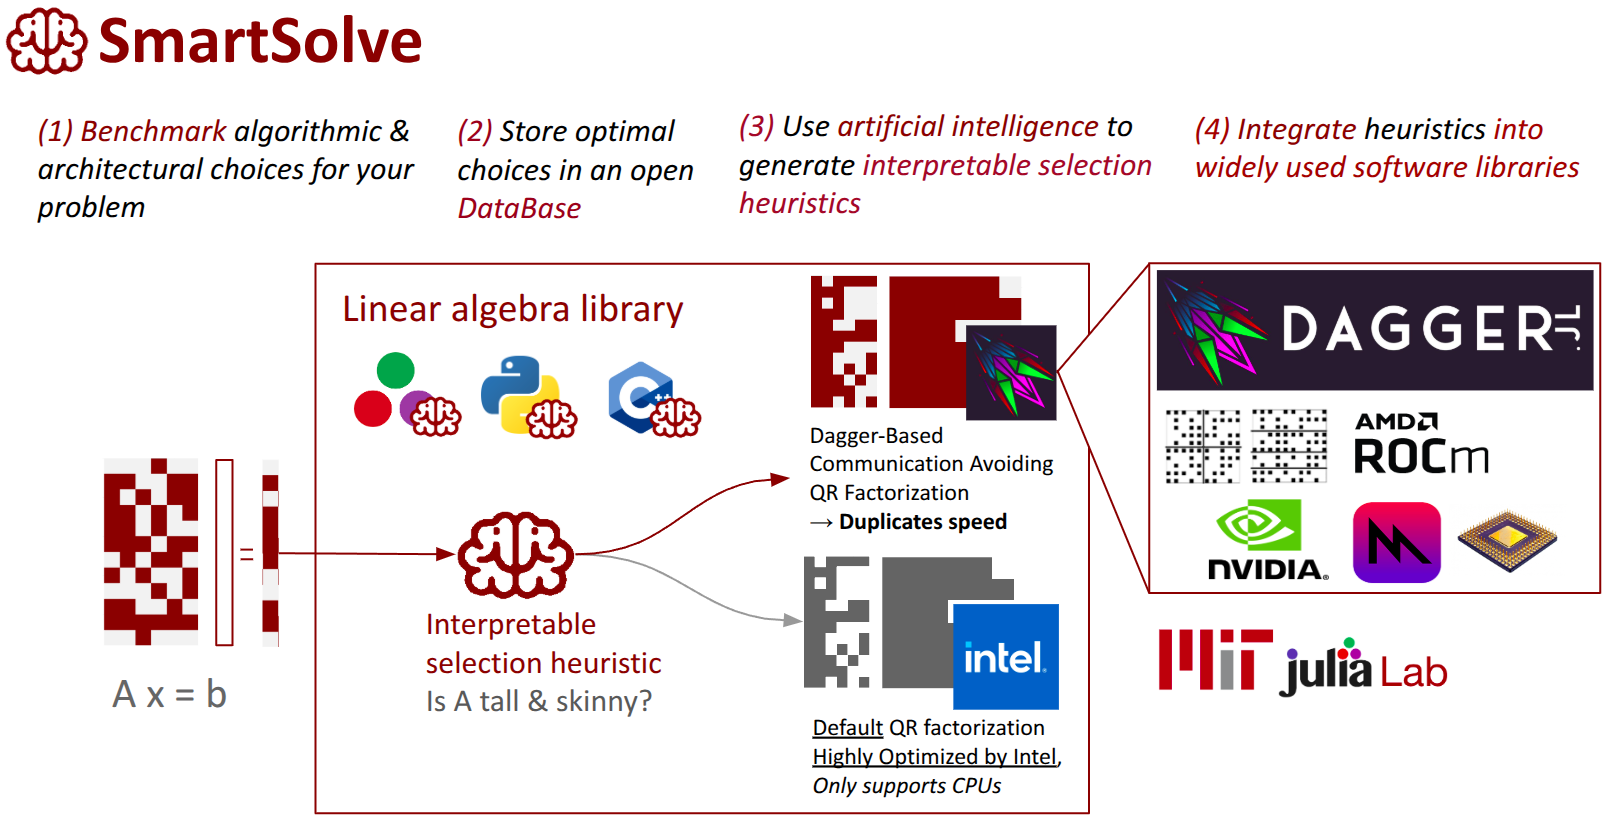 SmartSolve
(1) Benchmark algorithmic &
architectural choices for your
problem
(2) Store optimal
choices in an open
DataBase
(3) Use artificial intelligence to
generate interpretable selection
heuristics
(4) Integrate heuristics into
widely used software libraries
Linear algebra library
C++
Dagger-Based
Communication Avoiding
QR Factorization
→ Duplicates speed
DAGGER.JL
AMD
ROCm
NVIDIA.
=
A x = b
Interpretable
selection heuristic
Is A tall & skinny?
intel.
Default QR factorization
Highly Optimized by Intel,
Only supports CPUs
MIT julia Lab